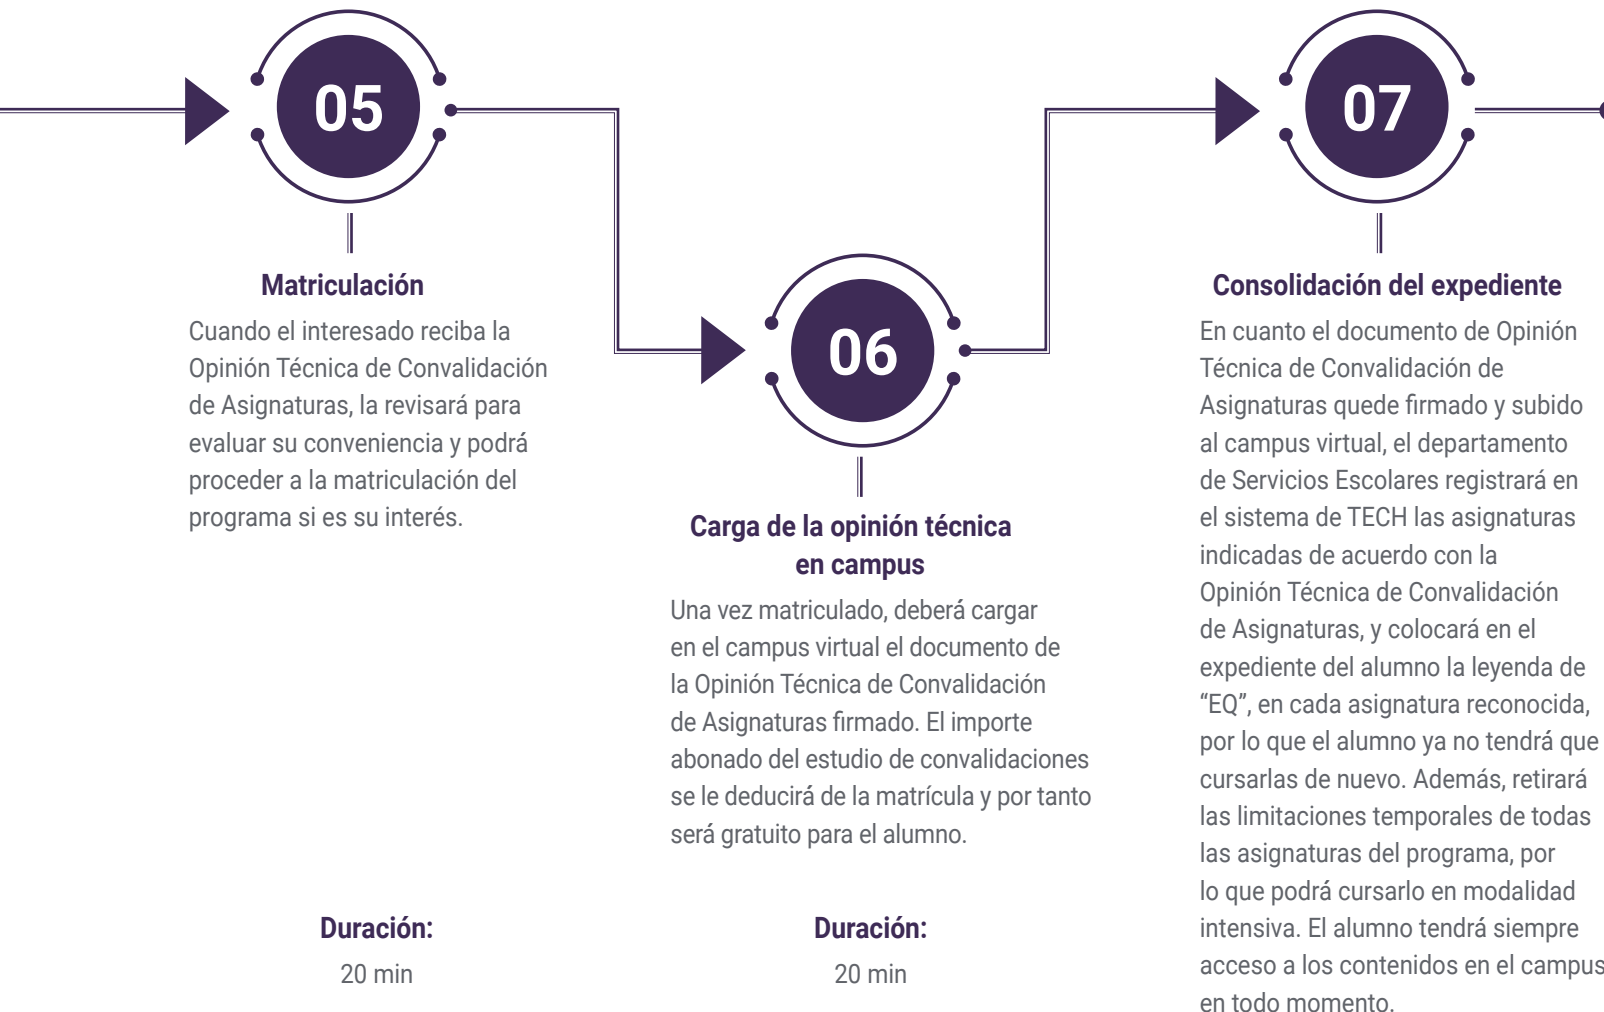 05
Matriculación
Cuando el interesado reciba la
Opinión Técnica de Convalidación
de Asignaturas, la revisará para
evaluar su conveniencia y podrá
proceder a la matriculación del
programa si es su interés.
Duración:
20 min
06
Carga de la opinión técnica
en campus
Una vez matriculado, deberá cargar
en el campus virtual el documento de
la Opinión Técnica de Convalidación
de Asignaturas firmado. El importe
abonado del estudio de convalidaciones
se le deducirá de la matrícula y por tanto
será gratuito para el alumno.
Duración:
20 min
07
Consolidación del expediente
En cuanto el documento de Opinión
Técnica de Convalidación de
Asignaturas quede firmado y subido
al campus virtual, el departamento
de Servicios Escolares registrará en
el sistema de TECH las asignaturas
indicadas de acuerdo con la
Opinión Técnica de Convalidación
de Asignaturas, y colocará en el
expediente del alumno la leyenda de
“EQ”, en cada asignatura reconocida,
por lo que el alumno ya no tendrá que
cursarlas de nuevo. Además, retirará
las limitaciones temporales de todas
las asignaturas del programa, por
lo que podrá cursarlo en modalidad
intensiva. El alumno tendrá siempre
acceso a los contenidos en el campus
en todo momento.